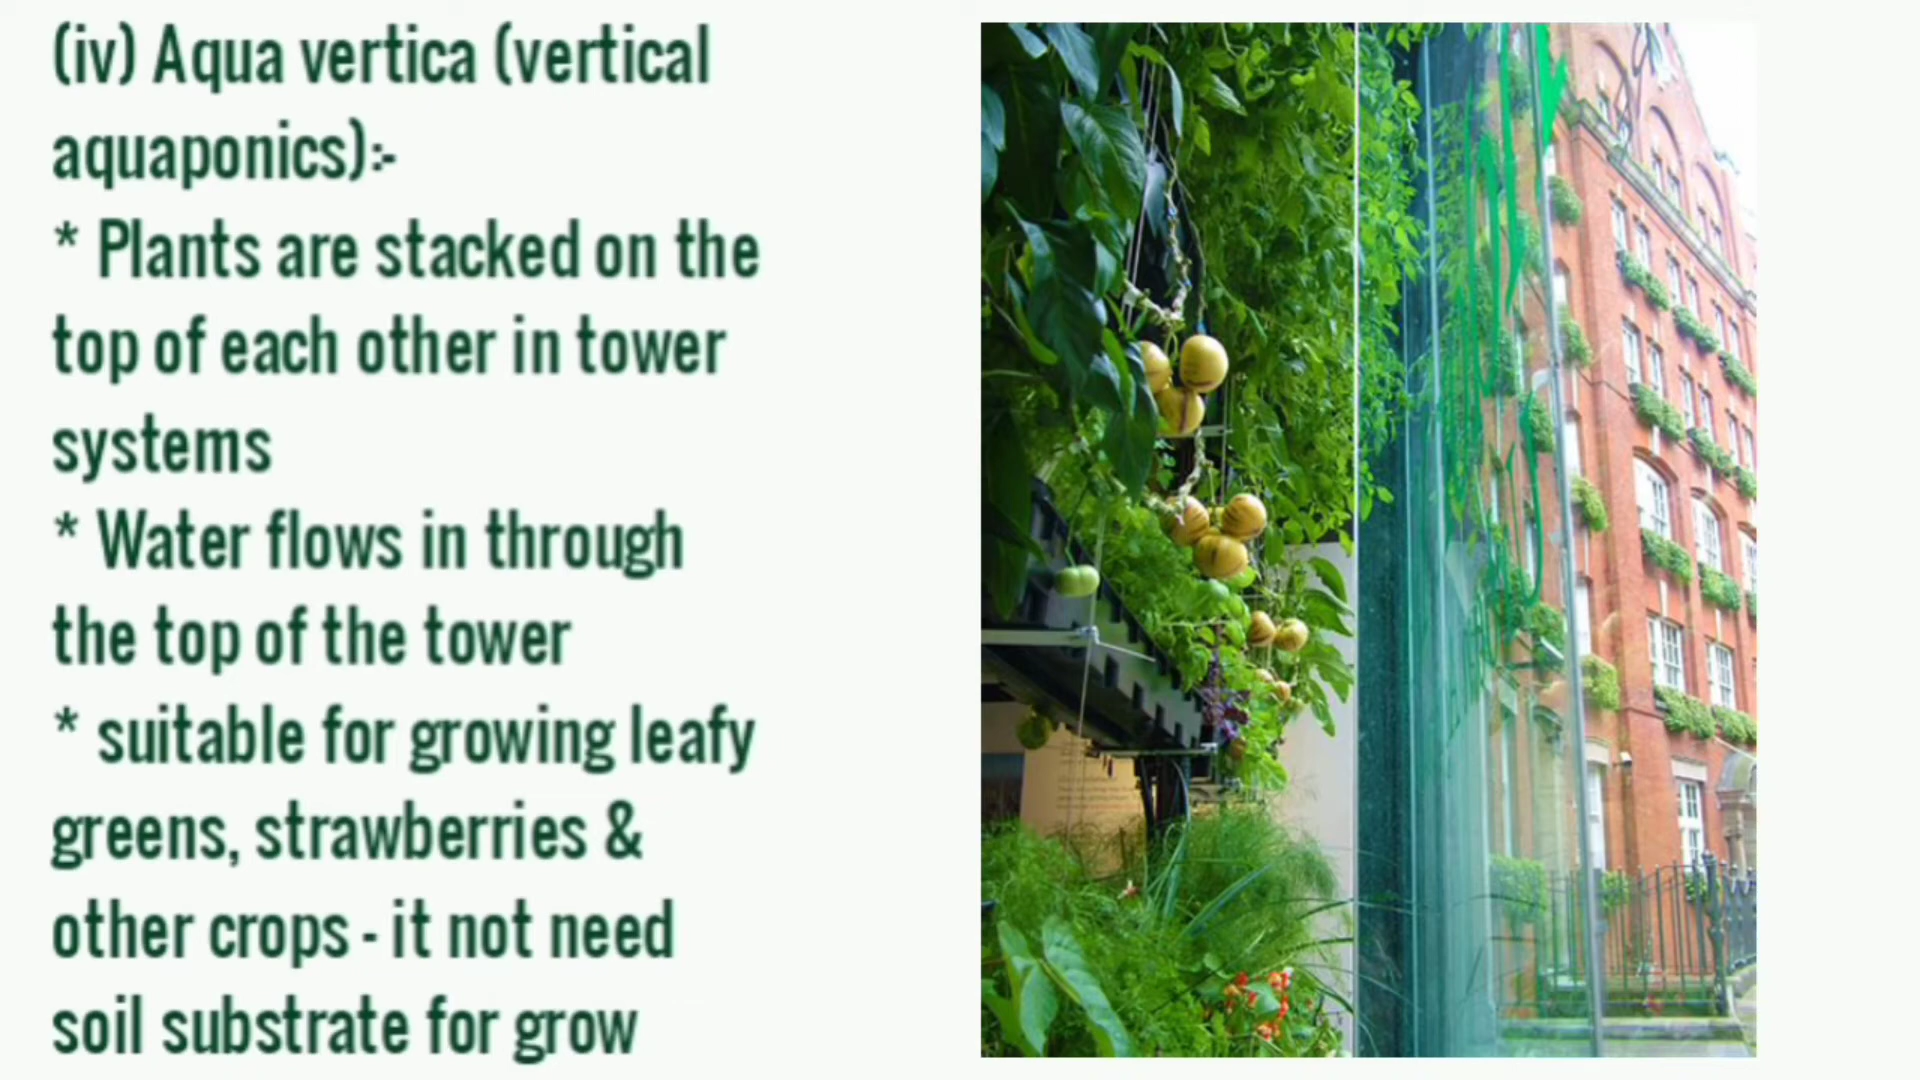 (iv) Aqua vertica (vertical
aquaponics):-
* Plants are stacked on the
top of each other in tower
systems
* Water flows in through
the top of the tower
* suitable for growing leafy
greens, strawberries &
other crops - it not need
soil substrate for grow